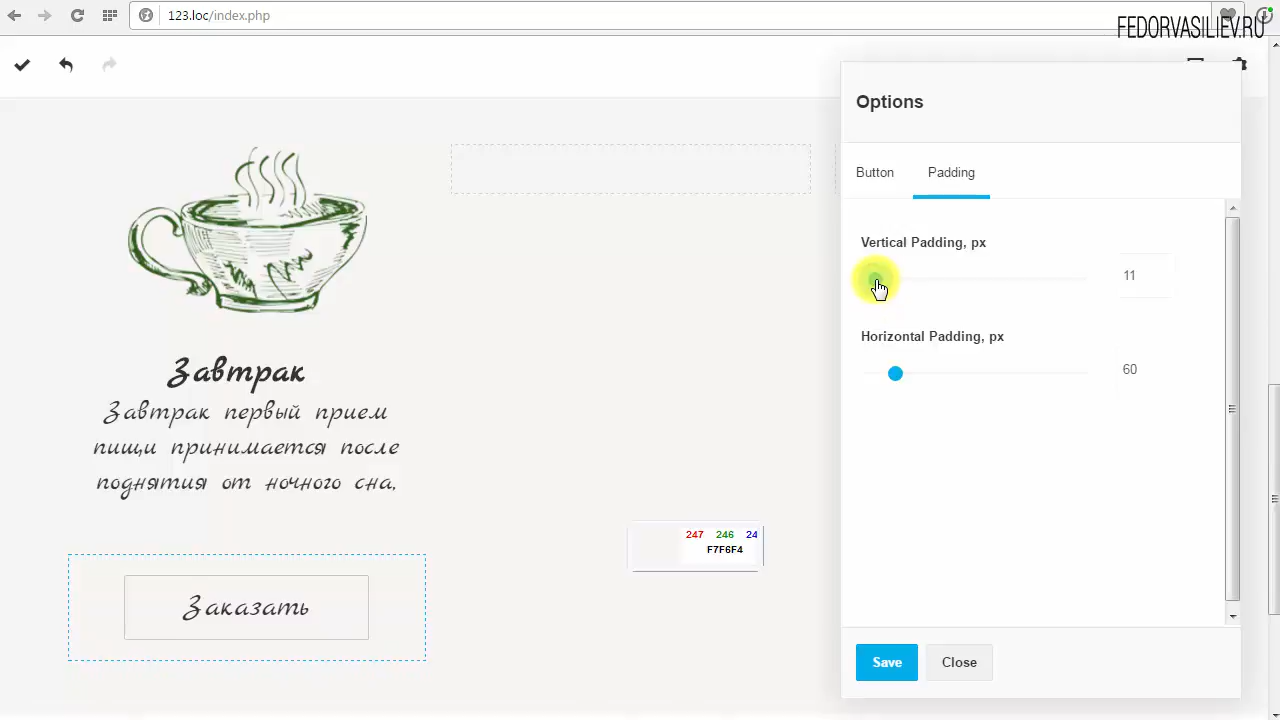 123.loc/index.php
FEDORVASILIEV.RU
Options
Button
Padding
Vertical Padding, px
11
Horizontal Padding, px
60
Завтрак
Завтрак первый прием
пищи принимается после
поднятия от ночного сна.
247 246 24
F7F6F4
Заказать
Save
Close